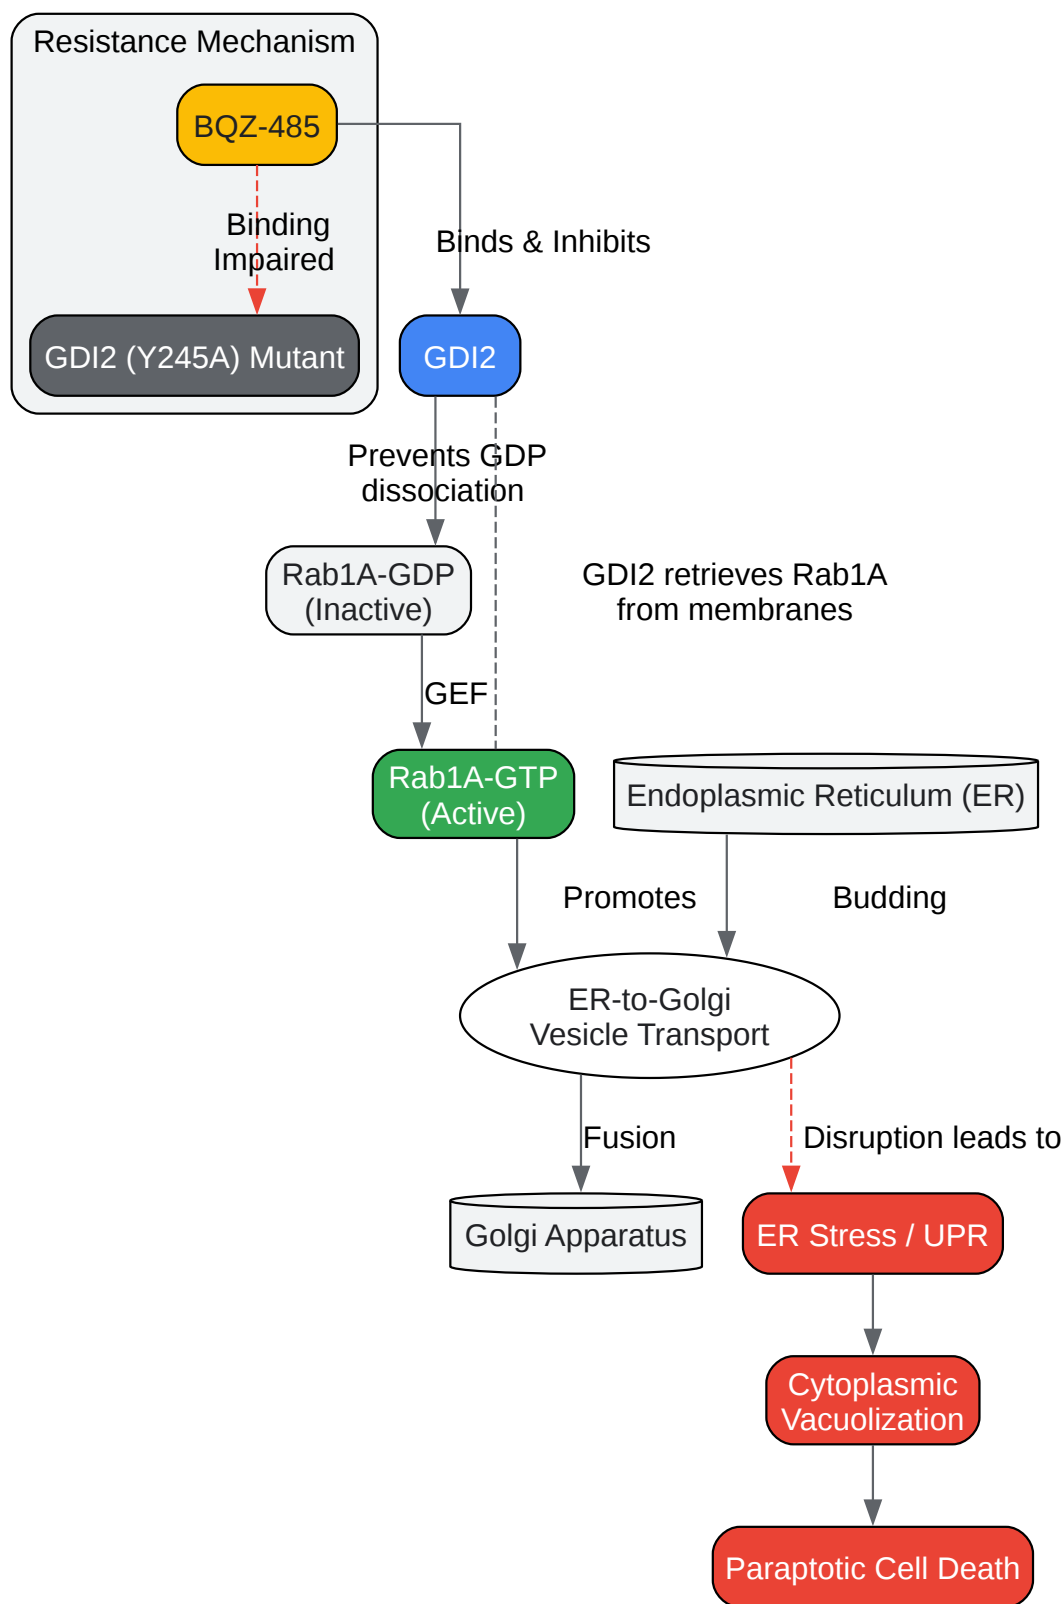 Resistance Mechanism
BQZ-485
Binding
Impaired
Binds & Inhibits
GDI2 (Y245A) Mutant
GDI2
Prevents GDP
dissociation
Rab1A-GDP
(Inactive)
GDI2 retrieves Rab1A
from membranes
GEF
Rab1A-GTP
(Active)
Endoplasmic Reticulum (ER)
Promotes
Budding
ER-to-Golgi
Vesicle Transport
Fusion
Disruption leads to
Golgi Apparatus
ER Stress / UPR
Cytoplasmic
Vacuolization
Paraptotic Cell Death